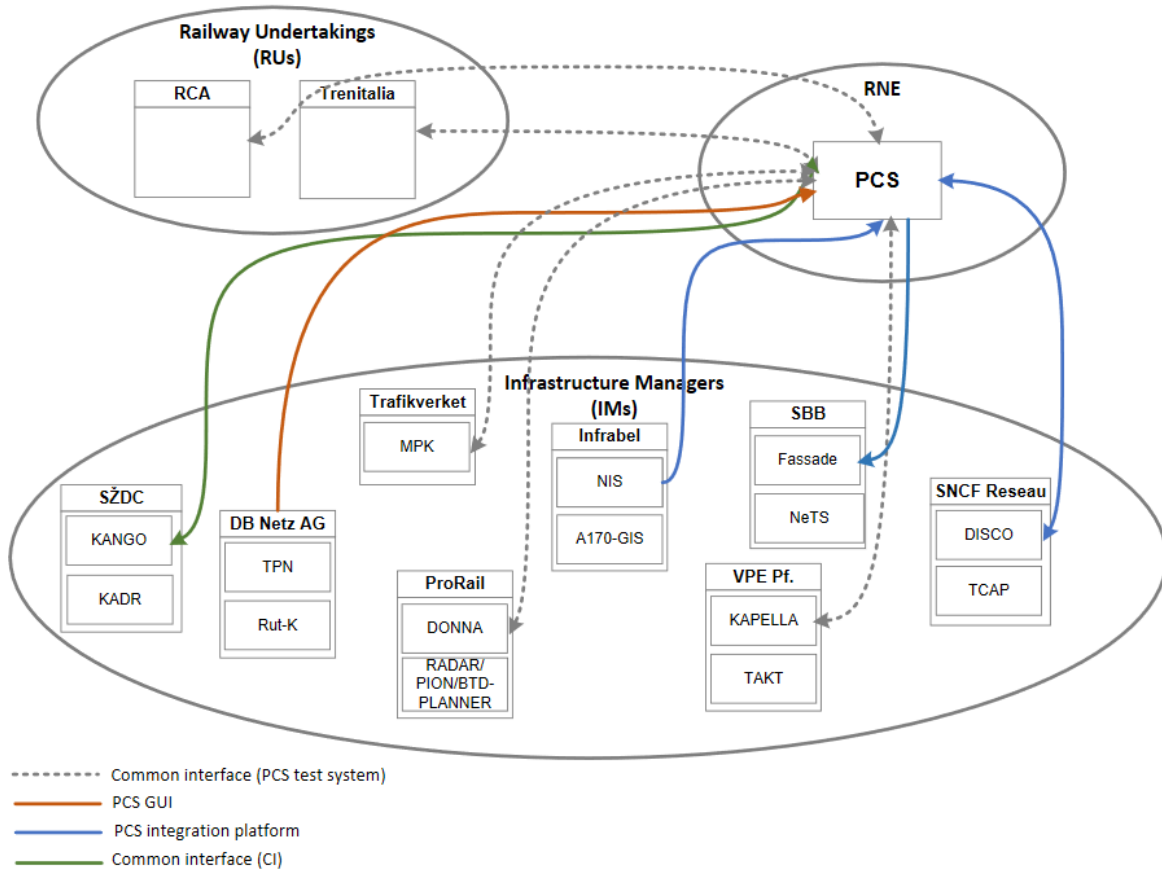 Railway Undertakings
(RUs)
RCA
Trenitalia
RNE
PCS
Infrastructure Managers
(IMs)
Trafikverket
MPK
Infrabel
NIS
A170-GIS
SBB
Fassade
NeTS
SŽDC
KANGO
KADR
DB Netz AG
TPN
Rut-K
ProRail
DONNA
RADAR/
PION/BTD-
PLANNER
VPE Pf.
KAPELLA
TAKT
SNCF Reseau
DISCO
TCAP
Common interface (PCS test system)
PCS GUI
PCS integration platform
Common interface (CI)